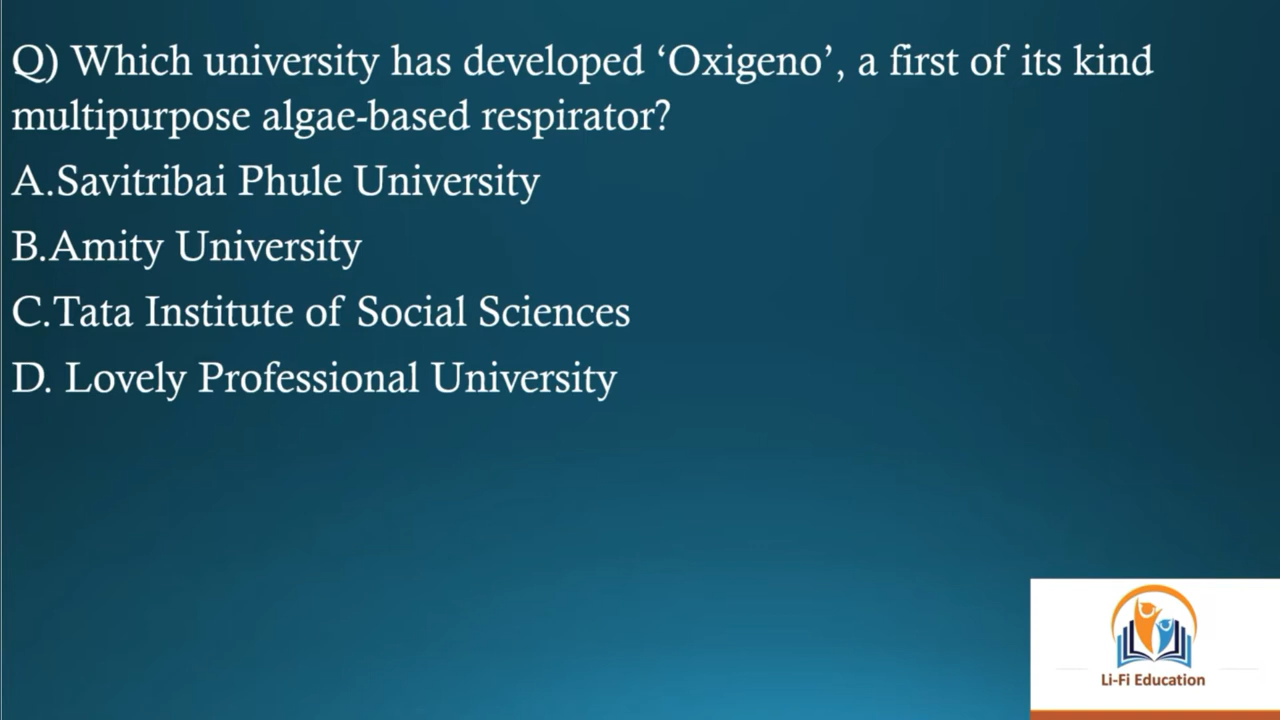 Q) Which university has developed ‘Oxigeno’, a first of its kind
multipurpose algae-based respirator?
A.Savitribai Phule University
B.Amity University
C.Tata Institute of Social Sciences
D. Lovely Professional University
Li-Fi Education